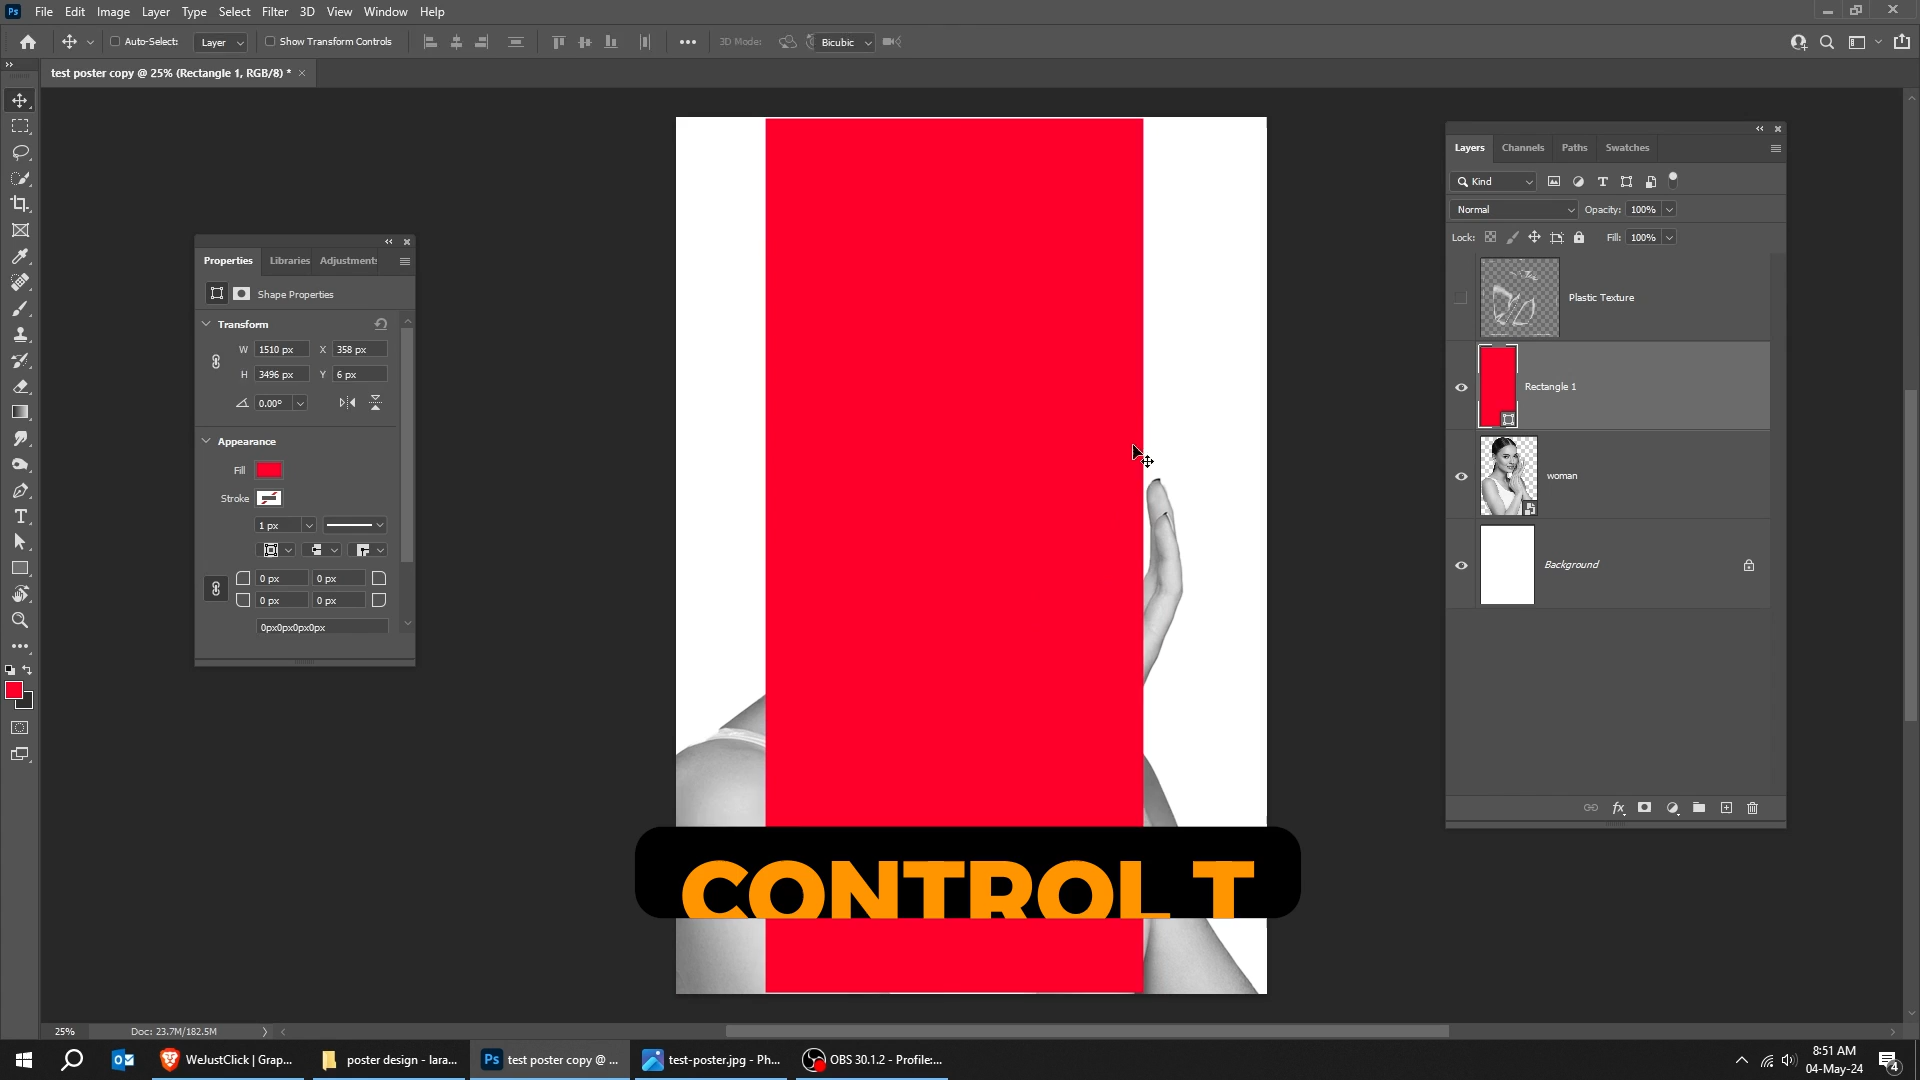 Ps File Edit Image Layer Type Select Filter 3D View Window Help
Auto-Select: Layer Show Transform Controls 3D Mode: Bicubic
test poster copy @ 25% (Rectangle 1, RGB/8) *
Layers Channels Paths Swatches
Kind
Normal Opacity: 100%
Lock: Fill: 100%
Plastic Texture
Rectangle 1
woman
Background
Properties Libraries Adjustment
Shape Properties
Transform
W 1510 px X 358 px
H 3496 px Y 6 px
0.00°
Appearance
Fill
Stroke
1 px
0 px 0 px
0 px 0 px
0px0px0px0px
CONTROL T
25% Doc: 23.7M/182.5M
WeJustClick | Grap... poster design - lara... Ps test poster copy @ ... test-poster.jpg - Ph... OBS 30.1.2 - Profile:...
8:51 AM
04-May-24
4